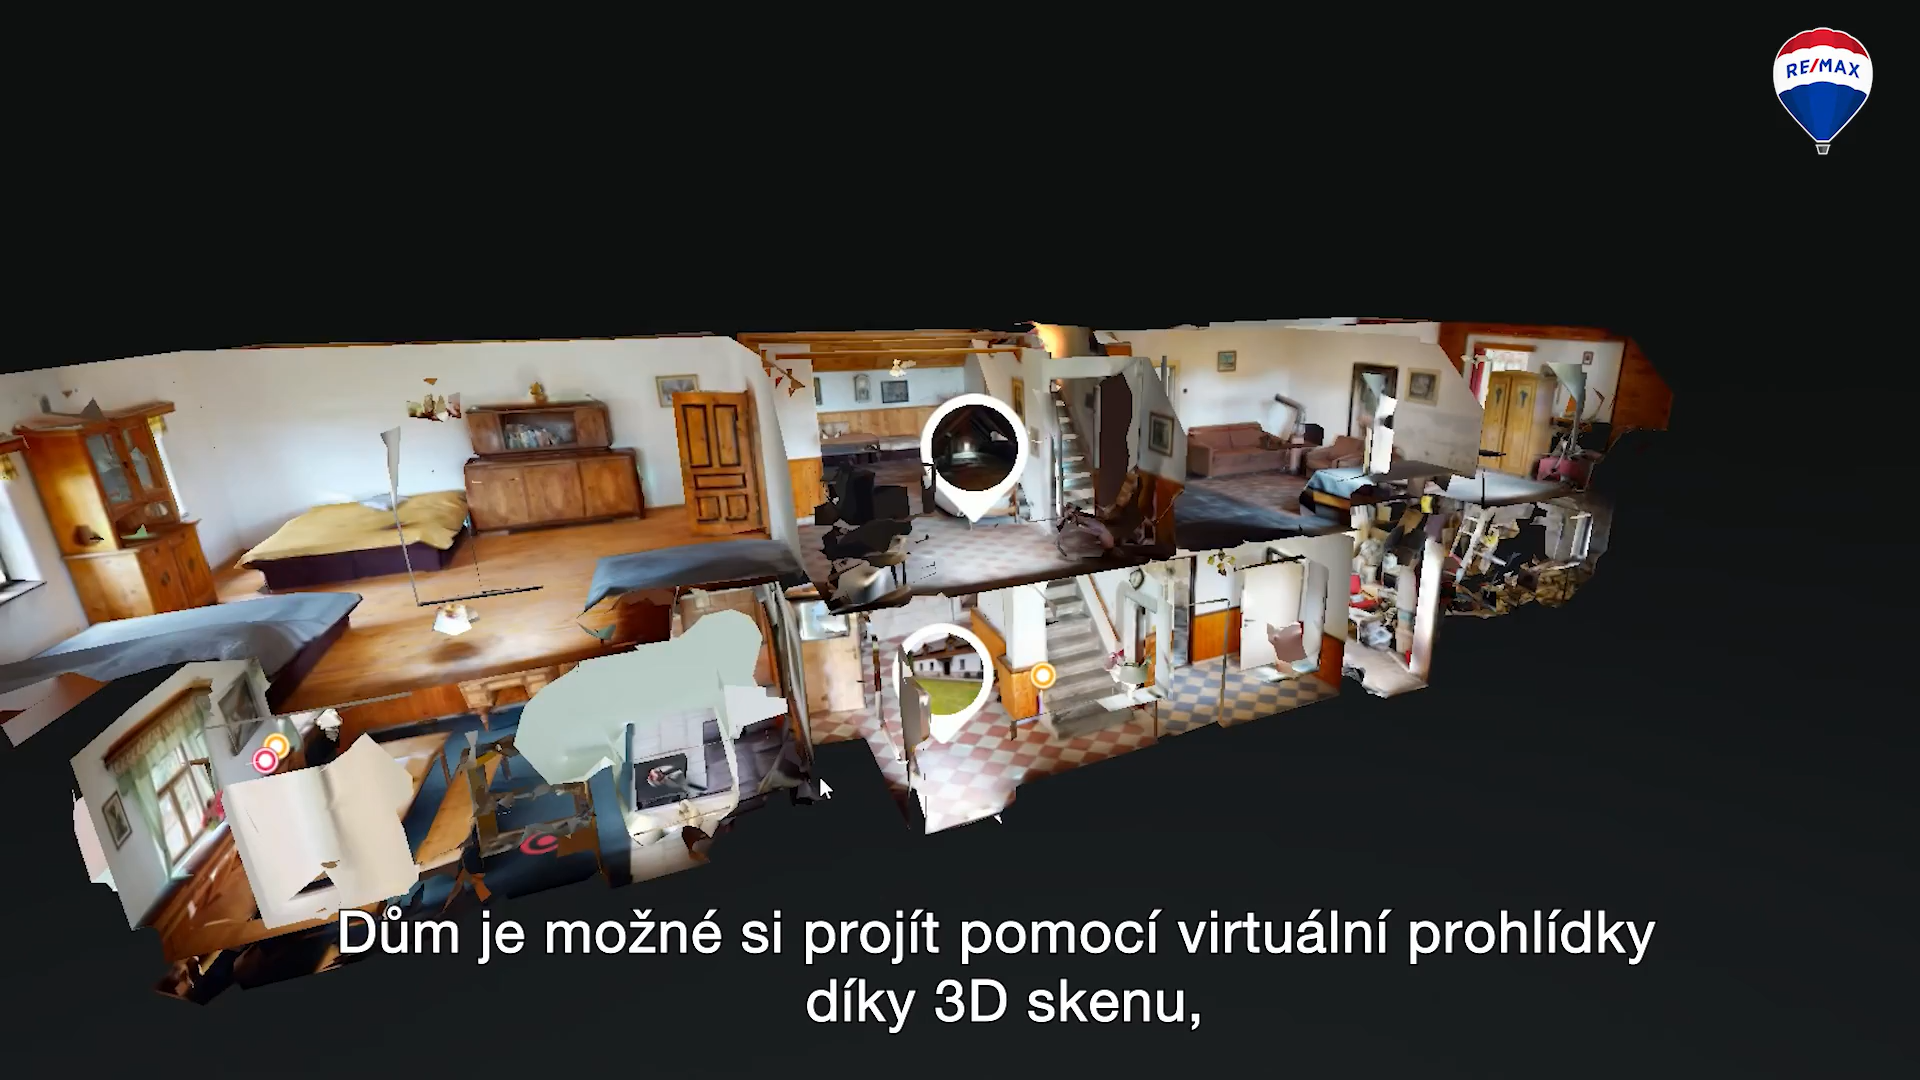 RE/MAX
Dům je možné si projít pomocí virtuální prohlídky
díky 3D skenu,